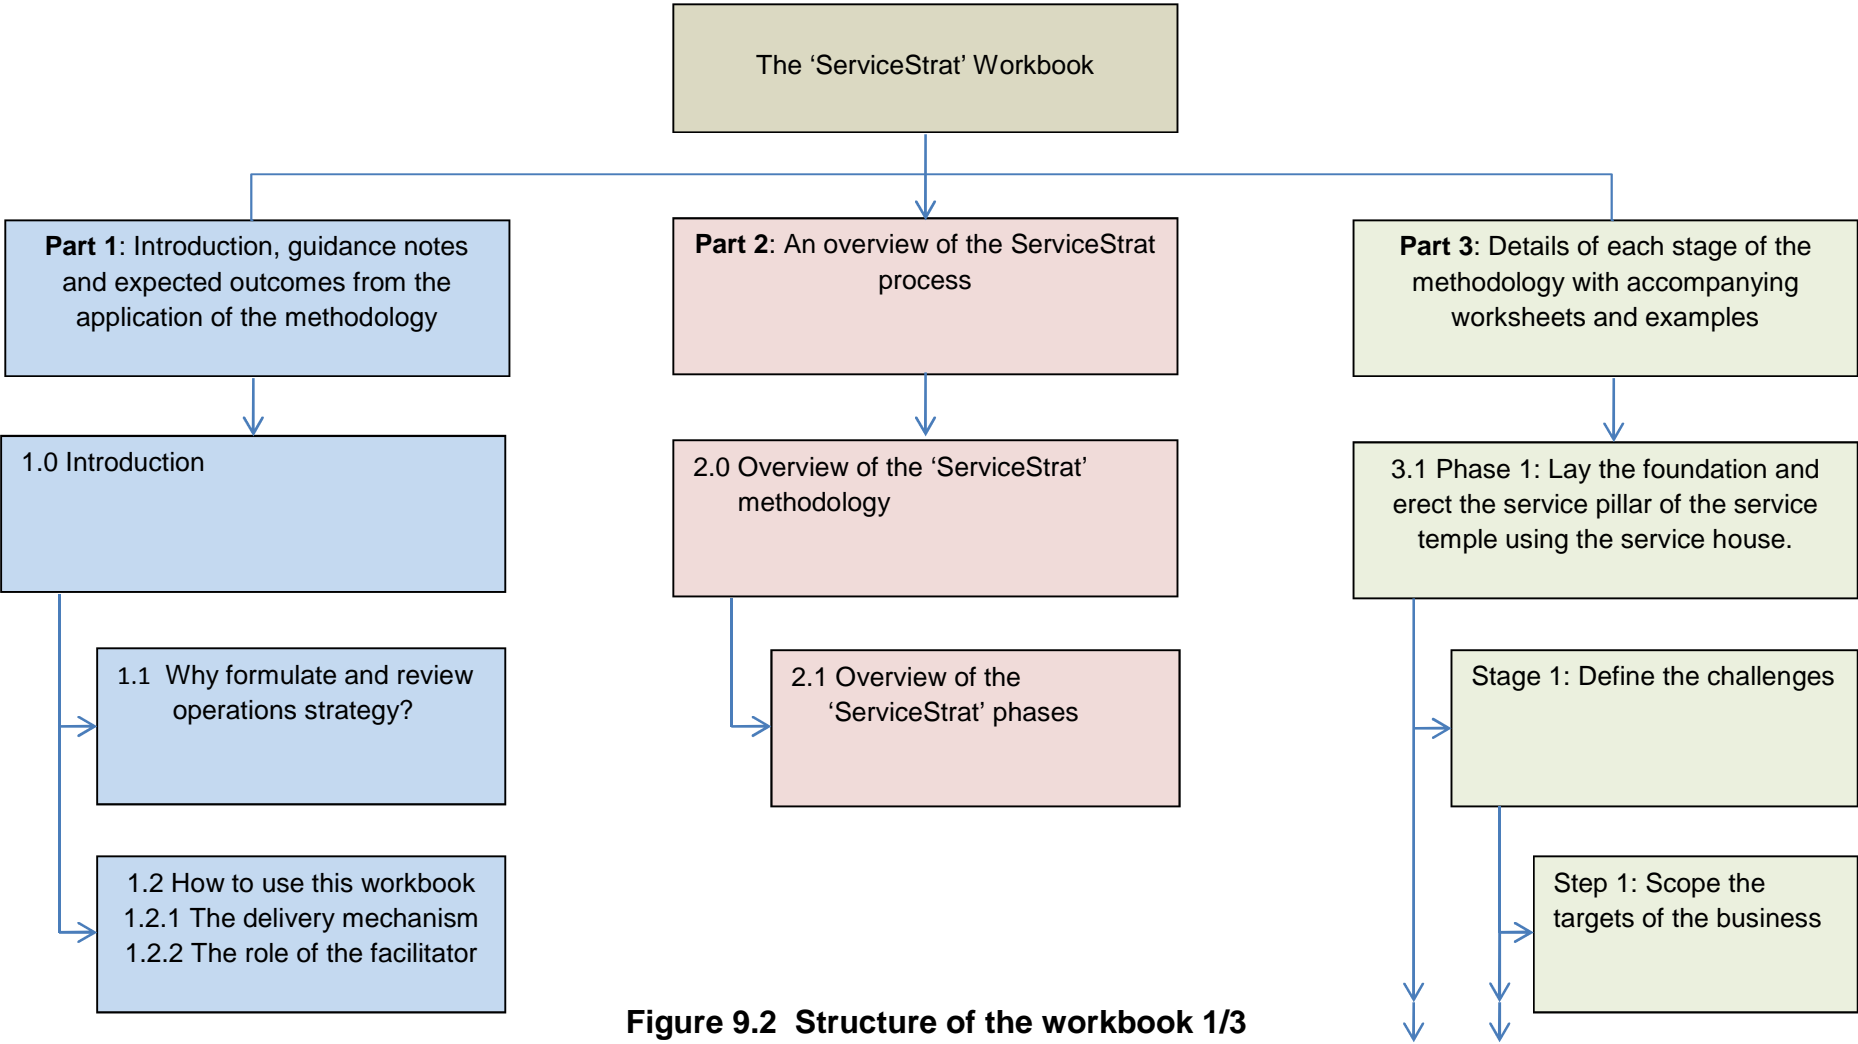 The ‘ServiceStrat’ Workbook
Part 1: Introduction, guidance notes
and expected outcomes from the
application of the methodology
Part 2: An overview of the ServiceStrat
process
Part 3: Details of each stage of the
methodology with accompanying
worksheets and examples
1.0 Introduction
2.0 Overview of the ‘ServiceStrat’
methodology
3.1 Phase 1: Lay the foundation and
erect the service pillar of the service
temple using the service house.
1.1 Why formulate and review
operations strategy?
2.1 Overview of the
‘ServiceStrat’ phases
Stage 1: Define the challenges
1.2 How to use this workbook
1.2.1 The delivery mechanism
1.2.2 The role of the facilitator
Step 1: Scope the
targets of the business
Figure 9.2 Structure of the workbook 1/3